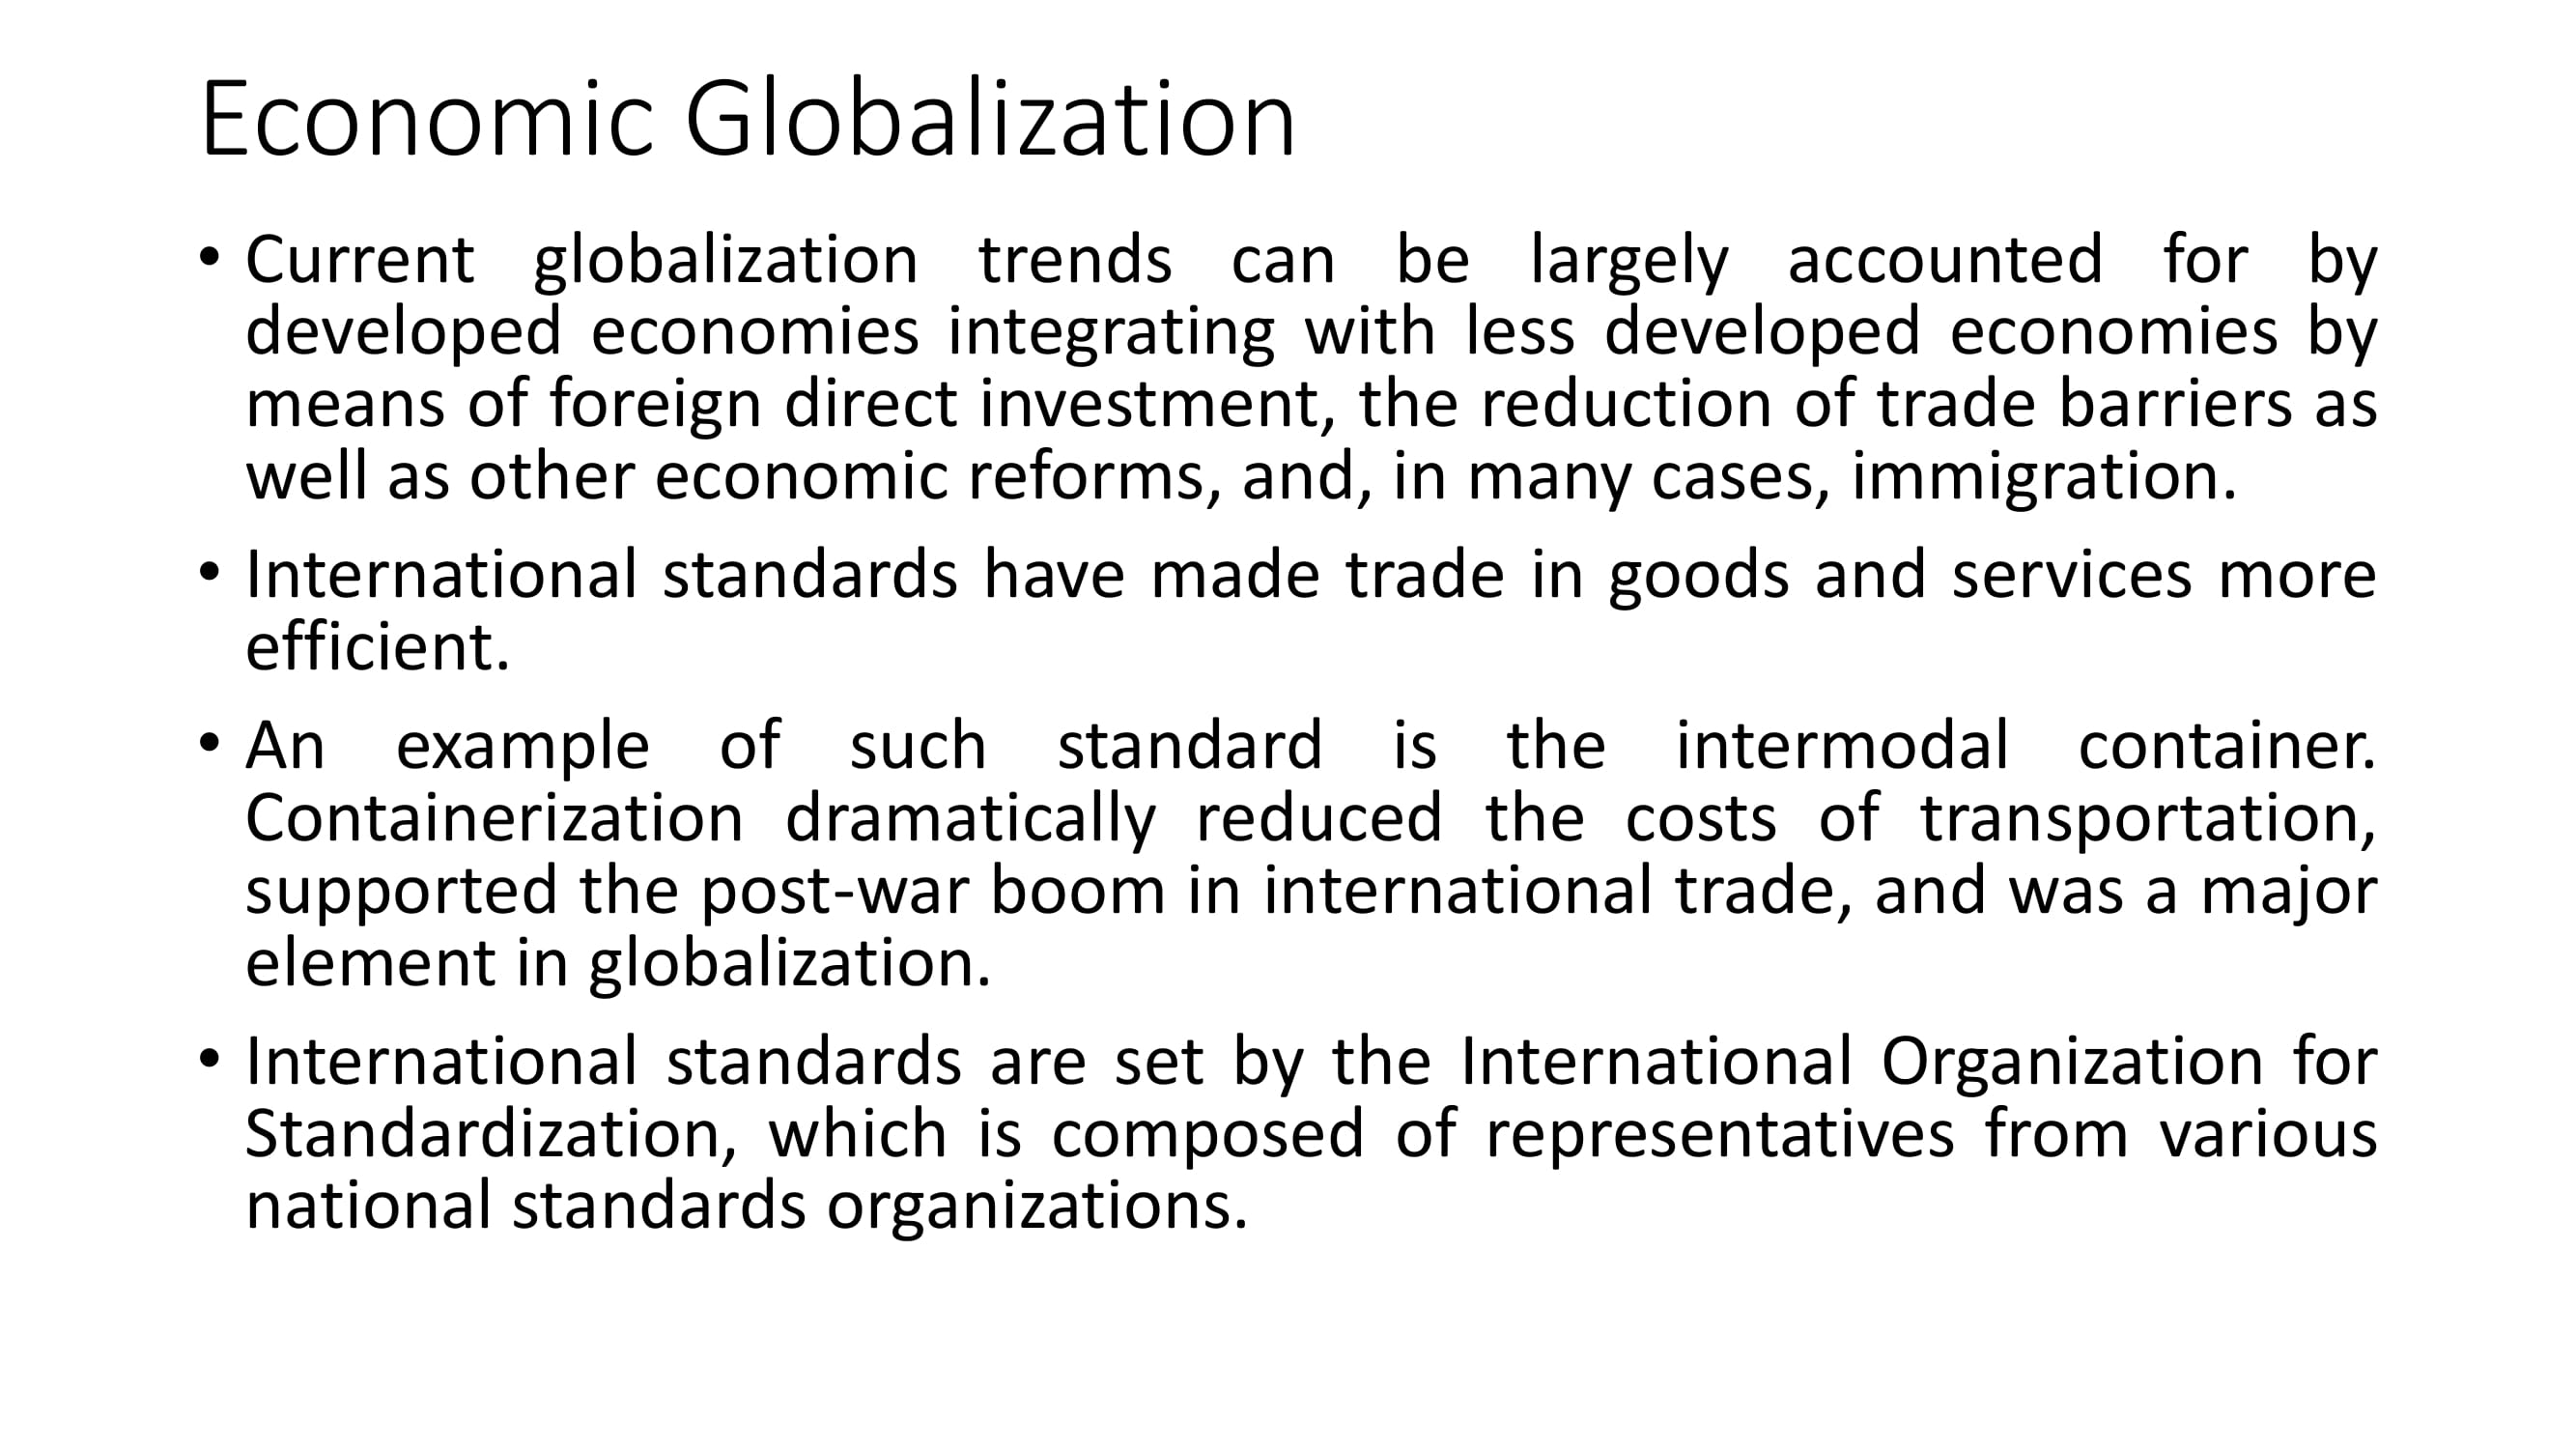 Economic Globalization
• Current globalization trends can be largely accounted for by
developed economies integrating with less developed economies by
means of foreign direct investment, the reduction of trade barriers as
well as other economic reforms, and, in many cases, immigration.
• International standards have made trade in goods and services more
efficient.
• An example of such standard is the intermodal container.
Containerization dramatically reduced the costs of transportation,
supported the post-war boom in international trade, and was a major
element in globalization.
• International standards are set by the International Organization for
Standardization, which is composed of representatives from various
national standards organizations.